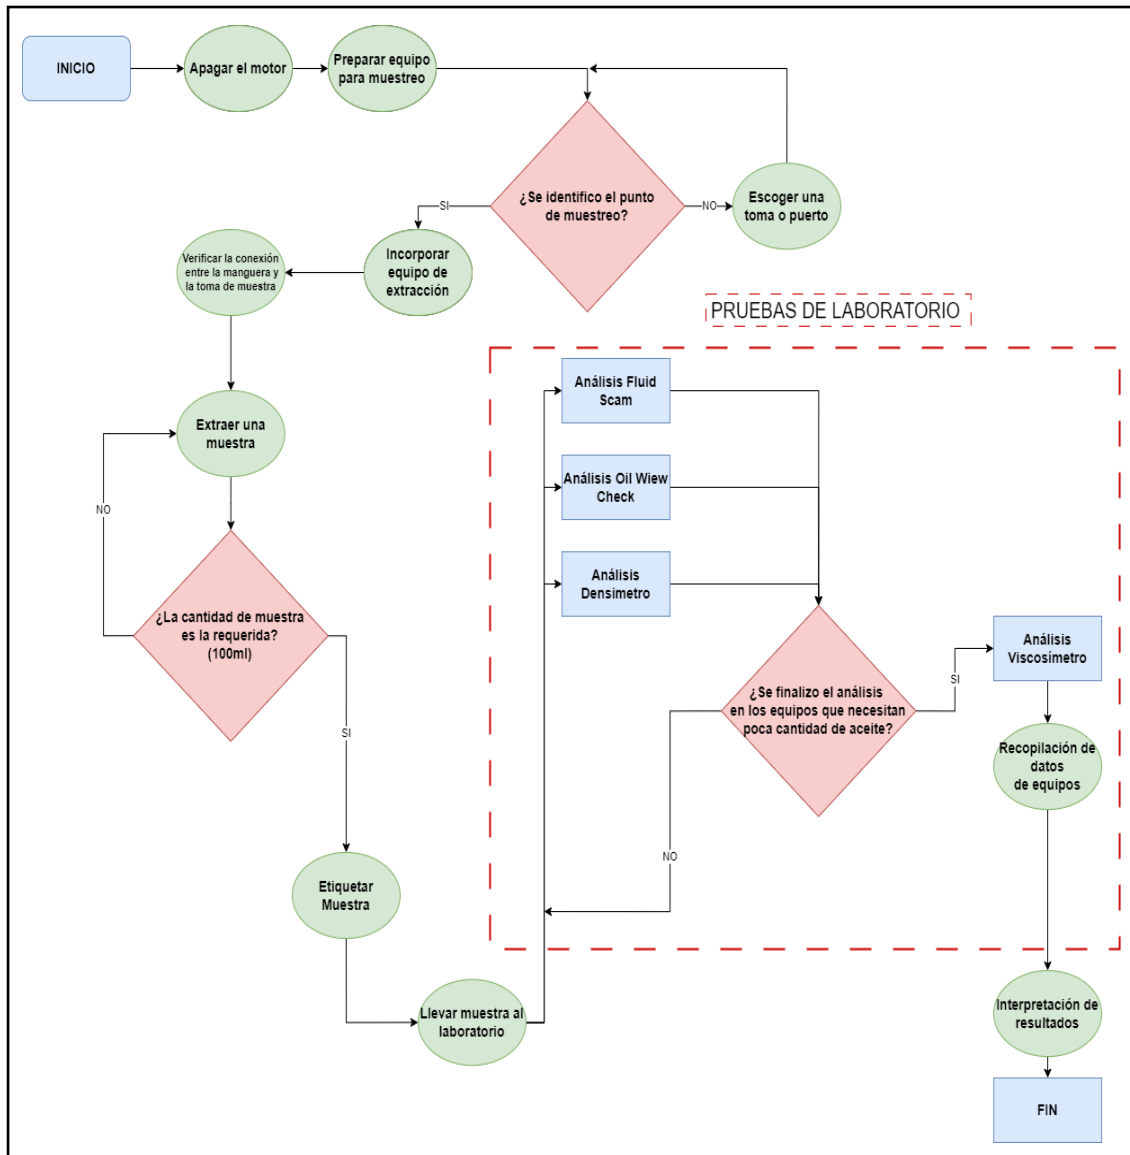 INICIO
Apagar el motor
Preparar equipo
para muestreo
¿Se identifico el punto
de muestreo?
NO
Escoger una
toma o puerto
SI
Incorporar
equipo de
extracción
Verificar la conexión
entre la manguera y
la toma de muestra
Extraer una
muestra
NO
¿La cantidad de muestra
es la requerida?
(100ml)
SI
Etiquetar
Muestra
Llevar muestra al
laboratorio
PRUEBAS DE LABORATORIO
Análisis Fluid
Scam
Análisis Oil Wiew
Check
Análisis
Densimetro
¿Se finalizo el análisis
en los equipos que necesitan
poca cantidad de aceite?
NO
SI
Análisis
Viscosímetro
Recopilación de
datos
de equipos
Interpretación de
resultados
FIN